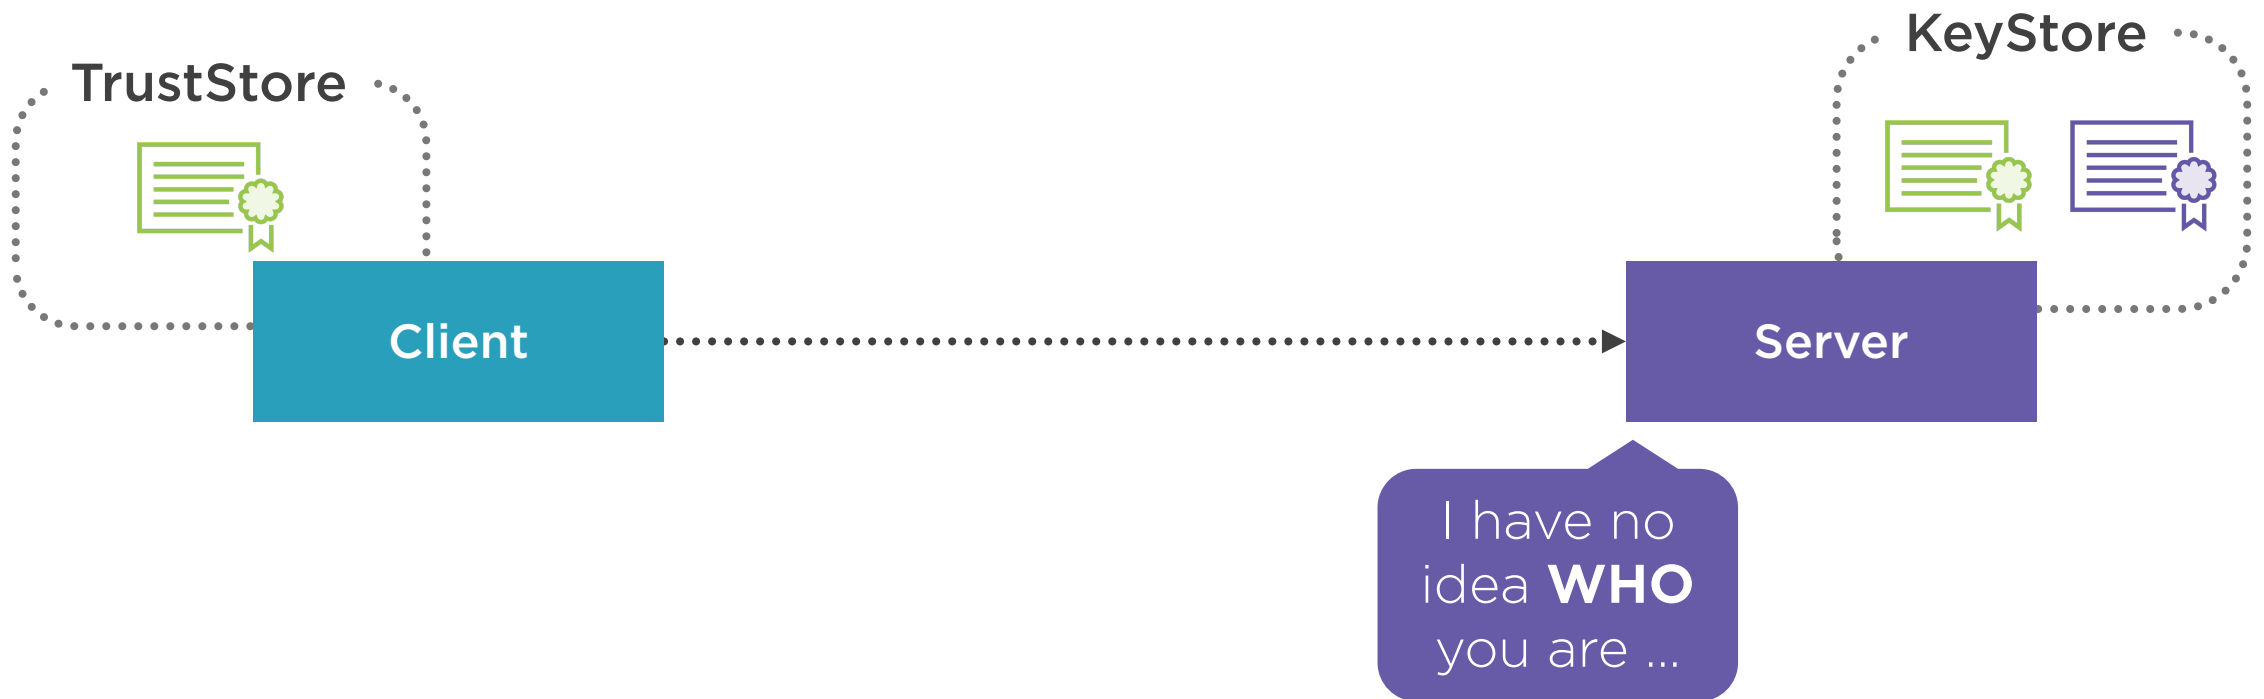 TrustStore
KeyStore
Client
Server
I have no
idea WHO
you are ...